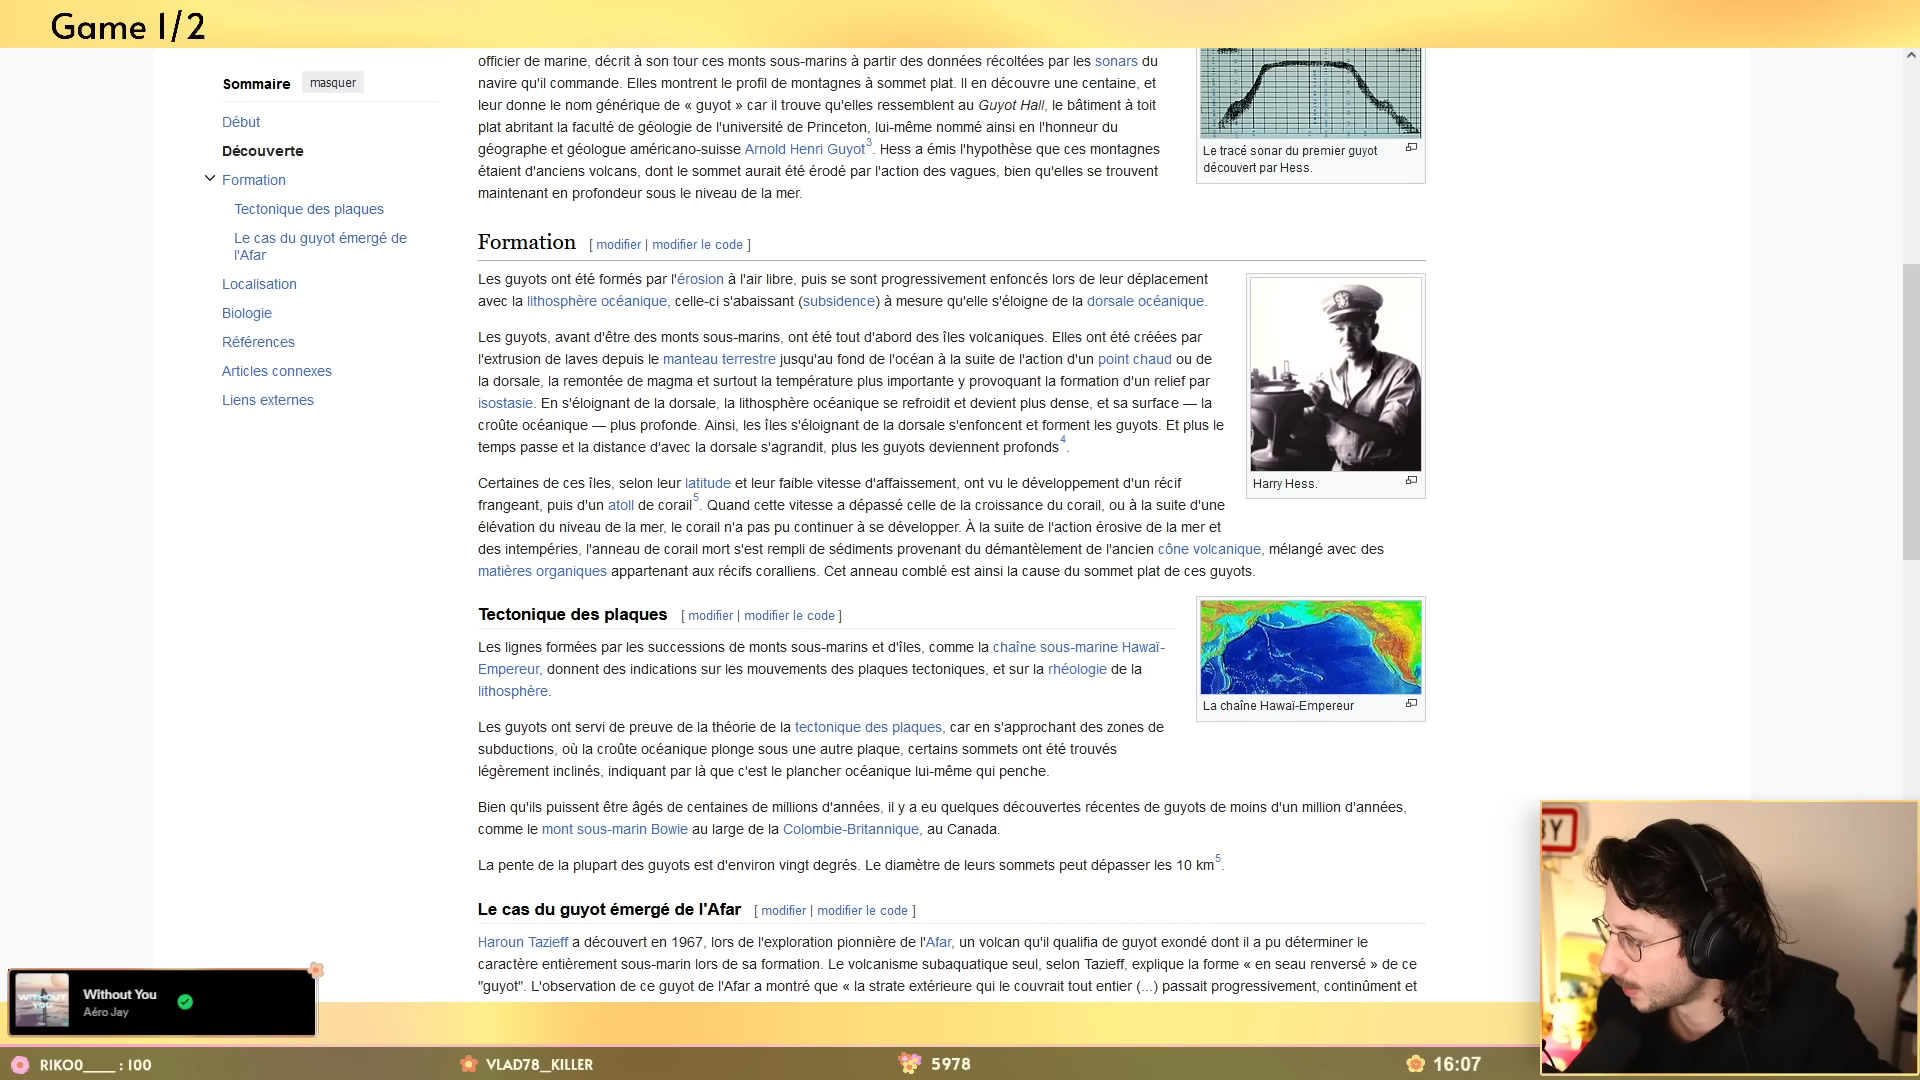 Game 1/2
Sommaire masquer
Début
Découverte
Formation
Tectonique des plaques
Le cas du guyot émergé de
l'Afar
Localisation
Biologie
Références
Articles connexes
Liens externes
officier de marine, décrit à son tour ces monts sous-marins à partir des données récoltées par les sonars du
navire qu'il commande. Elles montrent le profil de montagnes à sommet plat. Il en découvre une centaine, et
leur donne le nom générique de « guyot » car il trouve qu'elles ressemblent au Guyot Hall, le bâtiment à toit
plat abritant la faculté de géologie de l'université de Princeton, lui-même nommé ainsi en l'honneur du
géographe et géologue américano-suisse Arnold Henri Guyot3. Hess a émis l'hypothèse que ces montagnes
étaient d'anciens volcans, dont le sommet aurait été érodé par l'action des vagues, bien qu'elles se trouvent
maintenant en profondeur sous le niveau de la mer.
Le tracé sonar du premier guyot
découvert par Hess.
Formation [ modifier | modifier le code ]
Les guyots ont été formés par l'érosion à l'air libre, puis se sont progressivement enfoncés lors de leur déplacement
avec la lithosphère océanique, celle-ci s'abaissant (subsidence) à mesure qu'elle s'éloigne de la dorsale océanique.
Les guyots, avant d'être des monts sous-marins, ont été tout d'abord des îles volcaniques. Elles ont été créées par
l'extrusion de laves depuis le manteau terrestre jusqu'au fond de l'océan à la suite de l'action d'un point chaud ou de
la dorsale, la remontée de magma et surtout la température plus importante y provoquant la formation d'un relief par
isostasie. En s'éloignant de la dorsale, la lithosphère océanique se refroidit et devient plus dense, et sa surface — la
croûte océanique — plus profonde. Ainsi, les îles s'éloignant de la dorsale s'enfoncent et forment les guyots. Et plus le
temps passe et la distance d'avec la dorsale s'agrandit, plus les guyots deviennent profonds4.
Harry Hess.
Certaines de ces îles, selon leur latitude et leur faible vitesse d'affaissement, ont vu le développement d'un récif
frangeant, puis d'un atoll de corail5. Quand cette vitesse a dépassé celle de la croissance du corail, ou à la suite d'une
élévation du niveau de la mer, le corail n'a pas pu continuer à se développer. À la suite de l'action érosive de la mer et
des intempéries, l'anneau de corail mort s'est rempli de sédiments provenant du démantèlement de l'ancien cône volcanique, mélangé avec des
matières organiques appartenant aux récifs coralliens. Cet anneau comblé est ainsi la cause du sommet plat de ces guyots.
Tectonique des plaques [ modifier | modifier le code ]
Les lignes formées par les successions de monts sous-marins et d'îles, comme la chaîne sous-marine Hawaï-
Empereur, donnent des indications sur les mouvements des plaques tectoniques, et sur la rhéologie de la
lithosphère.
La chaîne Hawaï-Empereur
Les guyots ont servi de preuve de la théorie de la tectonique des plaques, car en s'approchant des zones de
subductions, où la croûte océanique plonge sous une autre plaque, certains sommets ont été trouvés
légèrement inclinés, indiquant par là que c'est le plancher océanique lui-même qui penche.
Bien qu'ils puissent être âgés de centaines de millions d'années, il y a eu quelques découvertes récentes de guyots de moins d'un million d'années,
comme le mont sous-marin Bowie au large de la Colombie-Britannique, au Canada.
La pente de la plupart des guyots est d'environ vingt degrés. Le diamètre de leurs sommets peut dépasser les 10 km5.
Le cas du guyot émergé de l'Afar [ modifier | modifier le code ]
Haroun Tazieff a découvert en 1967, lors de l'exploration pionnière de l'Afar, un volcan qu'il qualifia de guyot exondé dont il a pu déterminer le
caractère entièrement sous-marin lors de sa formation. Le volcanisme subaquatique seul, selon Tazieff, explique la forme « en seau renversé » de ce
"guyot". L'observation de ce guyot de l'Afar a montré que « la strate extérieure qui le couvrait tout entier (...) passait progressivement, continûment et
BY
WITHOUT
YOU
Without You
Aéro Jay
RIKO0____ : 100
VLAD78_KILLER
5978
16:07